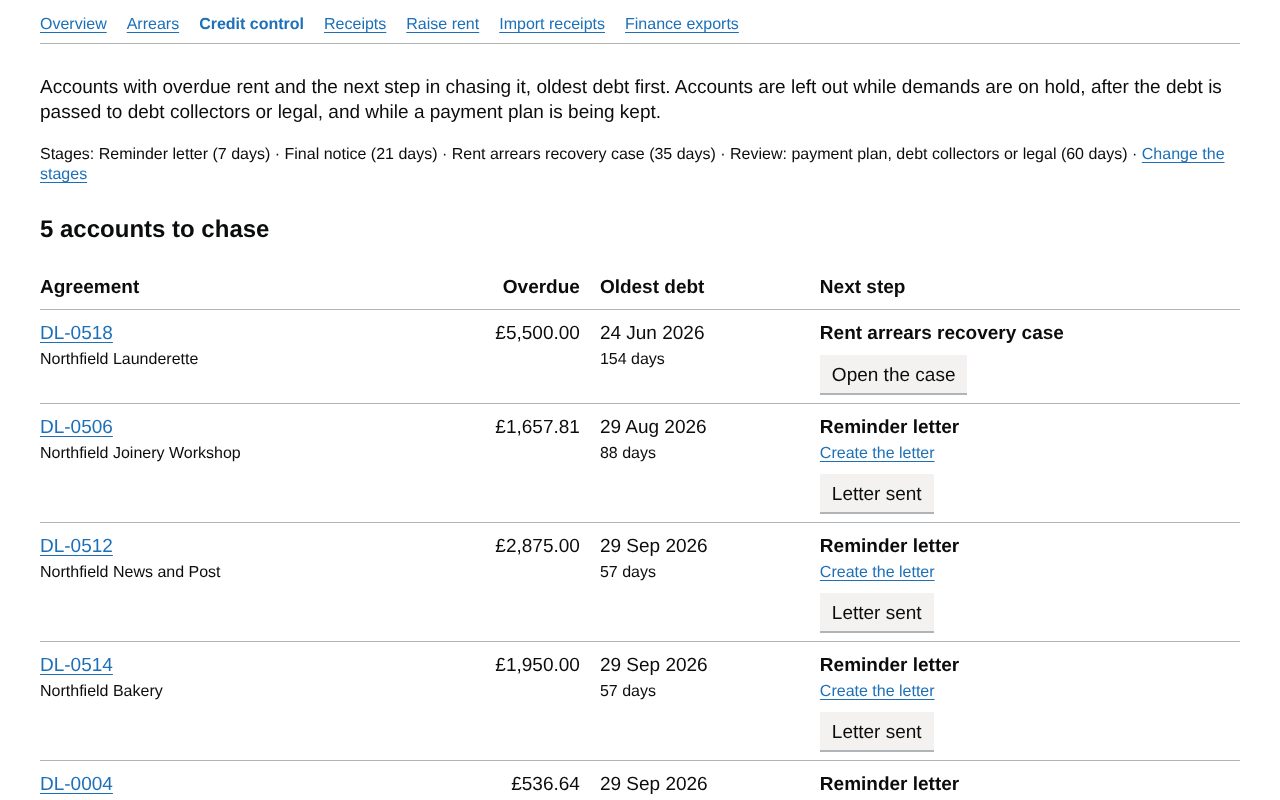 Overview Arrears Credit control Receipts Raise rent Import receipts Finance exports
Accounts with overdue rent and the next step in chasing it, oldest debt first. Accounts are left out while demands are on hold, after the debt is
passed to debt collectors or legal, and while a payment plan is being kept.
Stages: Reminder letter (7 days) · Final notice (21 days) · Rent arrears recovery case (35 days) · Review: payment plan, debt collectors or legal (60 days) · Change the
stages
5 accounts to chase
Agreement Overdue Oldest debt Next step
DL-0518 £5,500.00 24 Jun 2026 Rent arrears recovery case
Northfield Launderette 154 days
Open the case
DL-0506 £1,657.81 29 Aug 2026 Reminder letter
Northfield Joinery Workshop 88 days Create the letter
Letter sent
DL-0512 £2,875.00 29 Sep 2026 Reminder letter
Northfield News and Post 57 days Create the letter
Letter sent
DL-0514 £1,950.00 29 Sep 2026 Reminder letter
Northfield Bakery 57 days Create the letter
Letter sent
DL-0004 £536.64 29 Sep 2026 Reminder letter